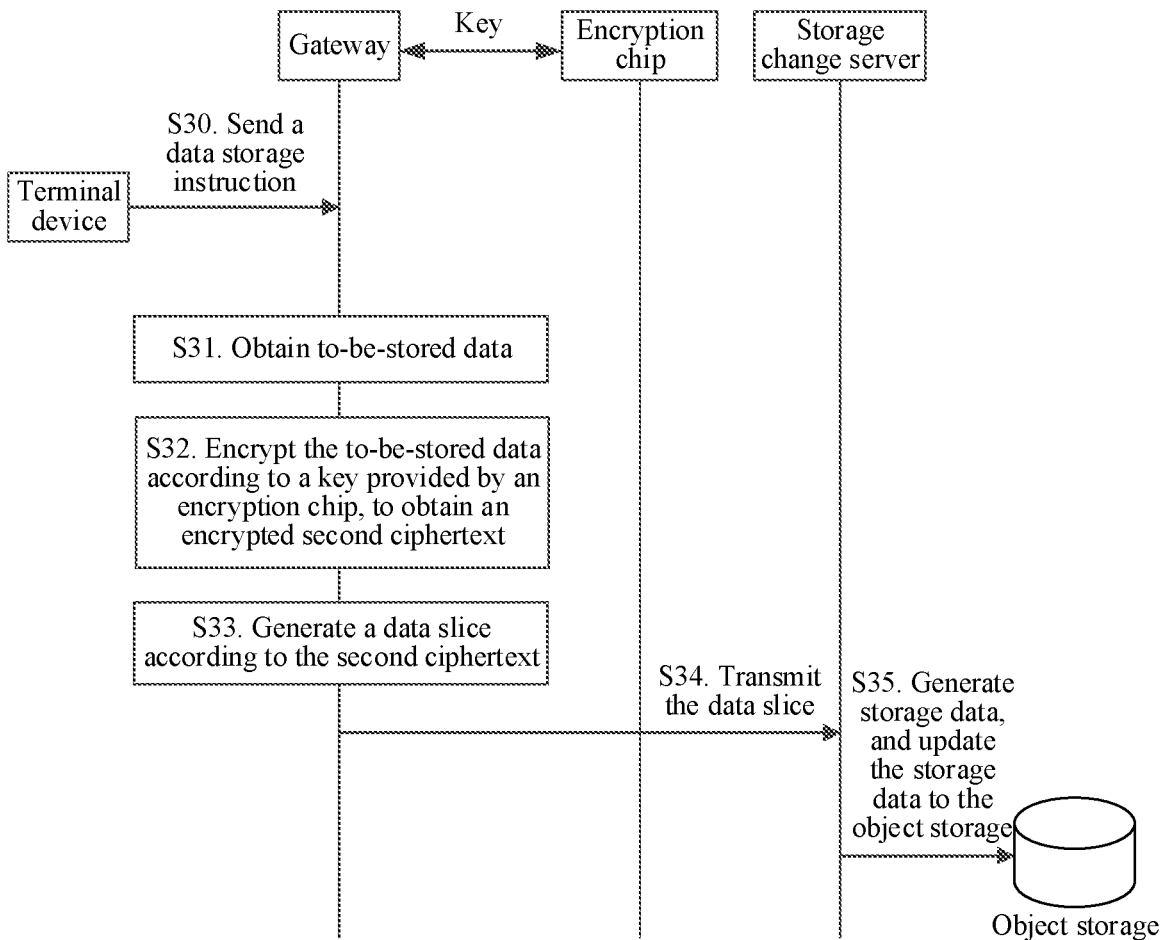 Gateway
Key
Encryption
chip
Storage
change server
S30. Send a
data storage
instruction
Terminal
device
S31. Obtain to-be-stored data
S32. Encrypt the to-be-stored data
according to a key provided by an
encryption chip, to obtain an
encrypted second ciphertext
S33. Generate a data slice
according to the second ciphertext
S34. Transmit
the data slice
S35. Generate
storage data,
and update
the storage
data to the
object storage
Object storage